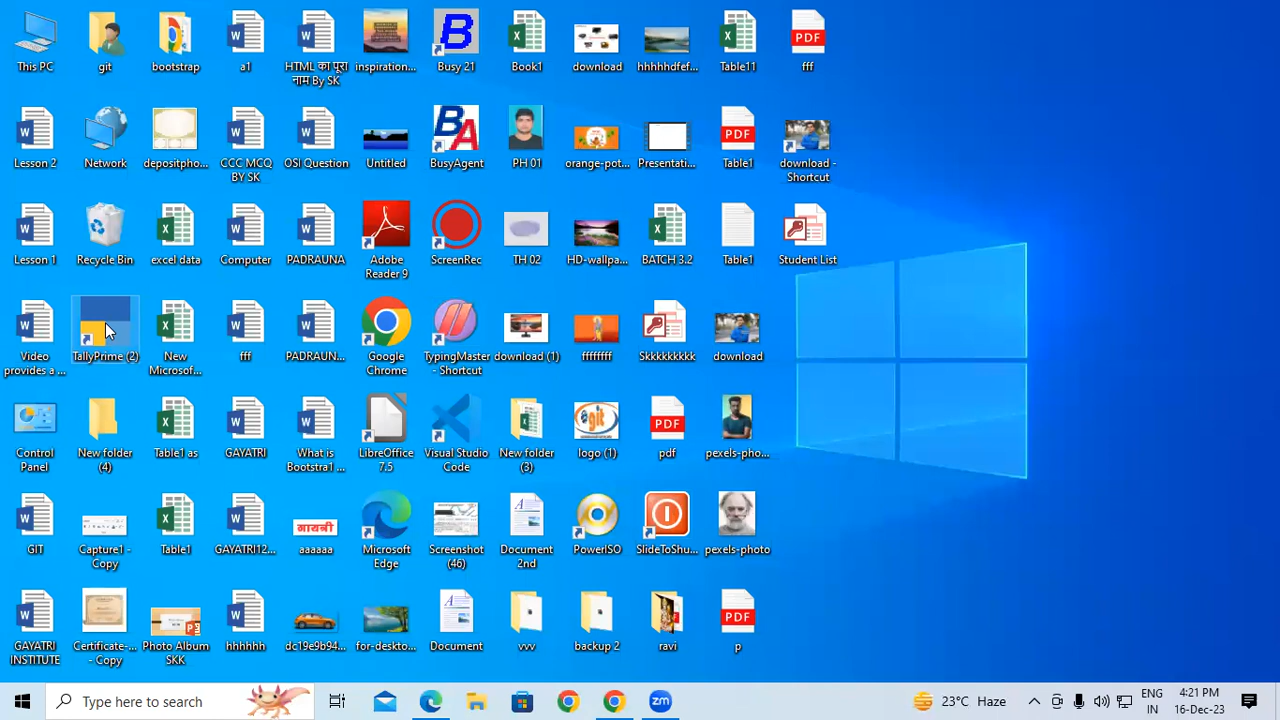 This PC
git
bootstrap
a1
HTML का पूरा
नाम By SK
inspiration...
Busy 21
Book1
download
hhhhhdfef...
Table11
fff
Lesson 2
Network
depositpho...
CCC MCQ
BY SK
OSI Question
Untitled
BusyAgent
PH 01
orange-pot...
Presentati...
Table1
download -
Shortcut
Lesson 1
Recycle Bin
excel data
Computer
PADRAUNA
Adobe
Reader 9
ScreenRec
TH 02
HD-wallpa...
BATCH 3.2
Table1
Student List
Video
provides a ...
TallyPrime (2)
New
Microsof...
fff
PADRAUN...
Google
Chrome
TypingMaster
- Shortcut
download (1)
ffffffff
Skkkkkkkkk
download
Control
Panel
New folder
(4)
Table1 as
GAYATRI
What is
Bootstra1 ...
LibreOffice
7.5
Visual Studio
Code
New folder
(3)
logo (1)
pdf
pexels-pho...
GIT
Capture1 -
Copy
Table1
GAYATRI12...
गायत्री
aaaaaa
Microsoft
Edge
Screenshot
(46)
Document
2nd
PowerISO
SlideToShu...
pexels-photo
GAYATRI
INSTITUTE
Certificate-...
- Copy
Photo Album
SKK
hhhhhh
dc19e9b94...
for-deskto...
Document
vvv
backup 2
ravi
p
Type here to search
23°C Haze
ENG
IN
4:21 PM
16-Dec-23